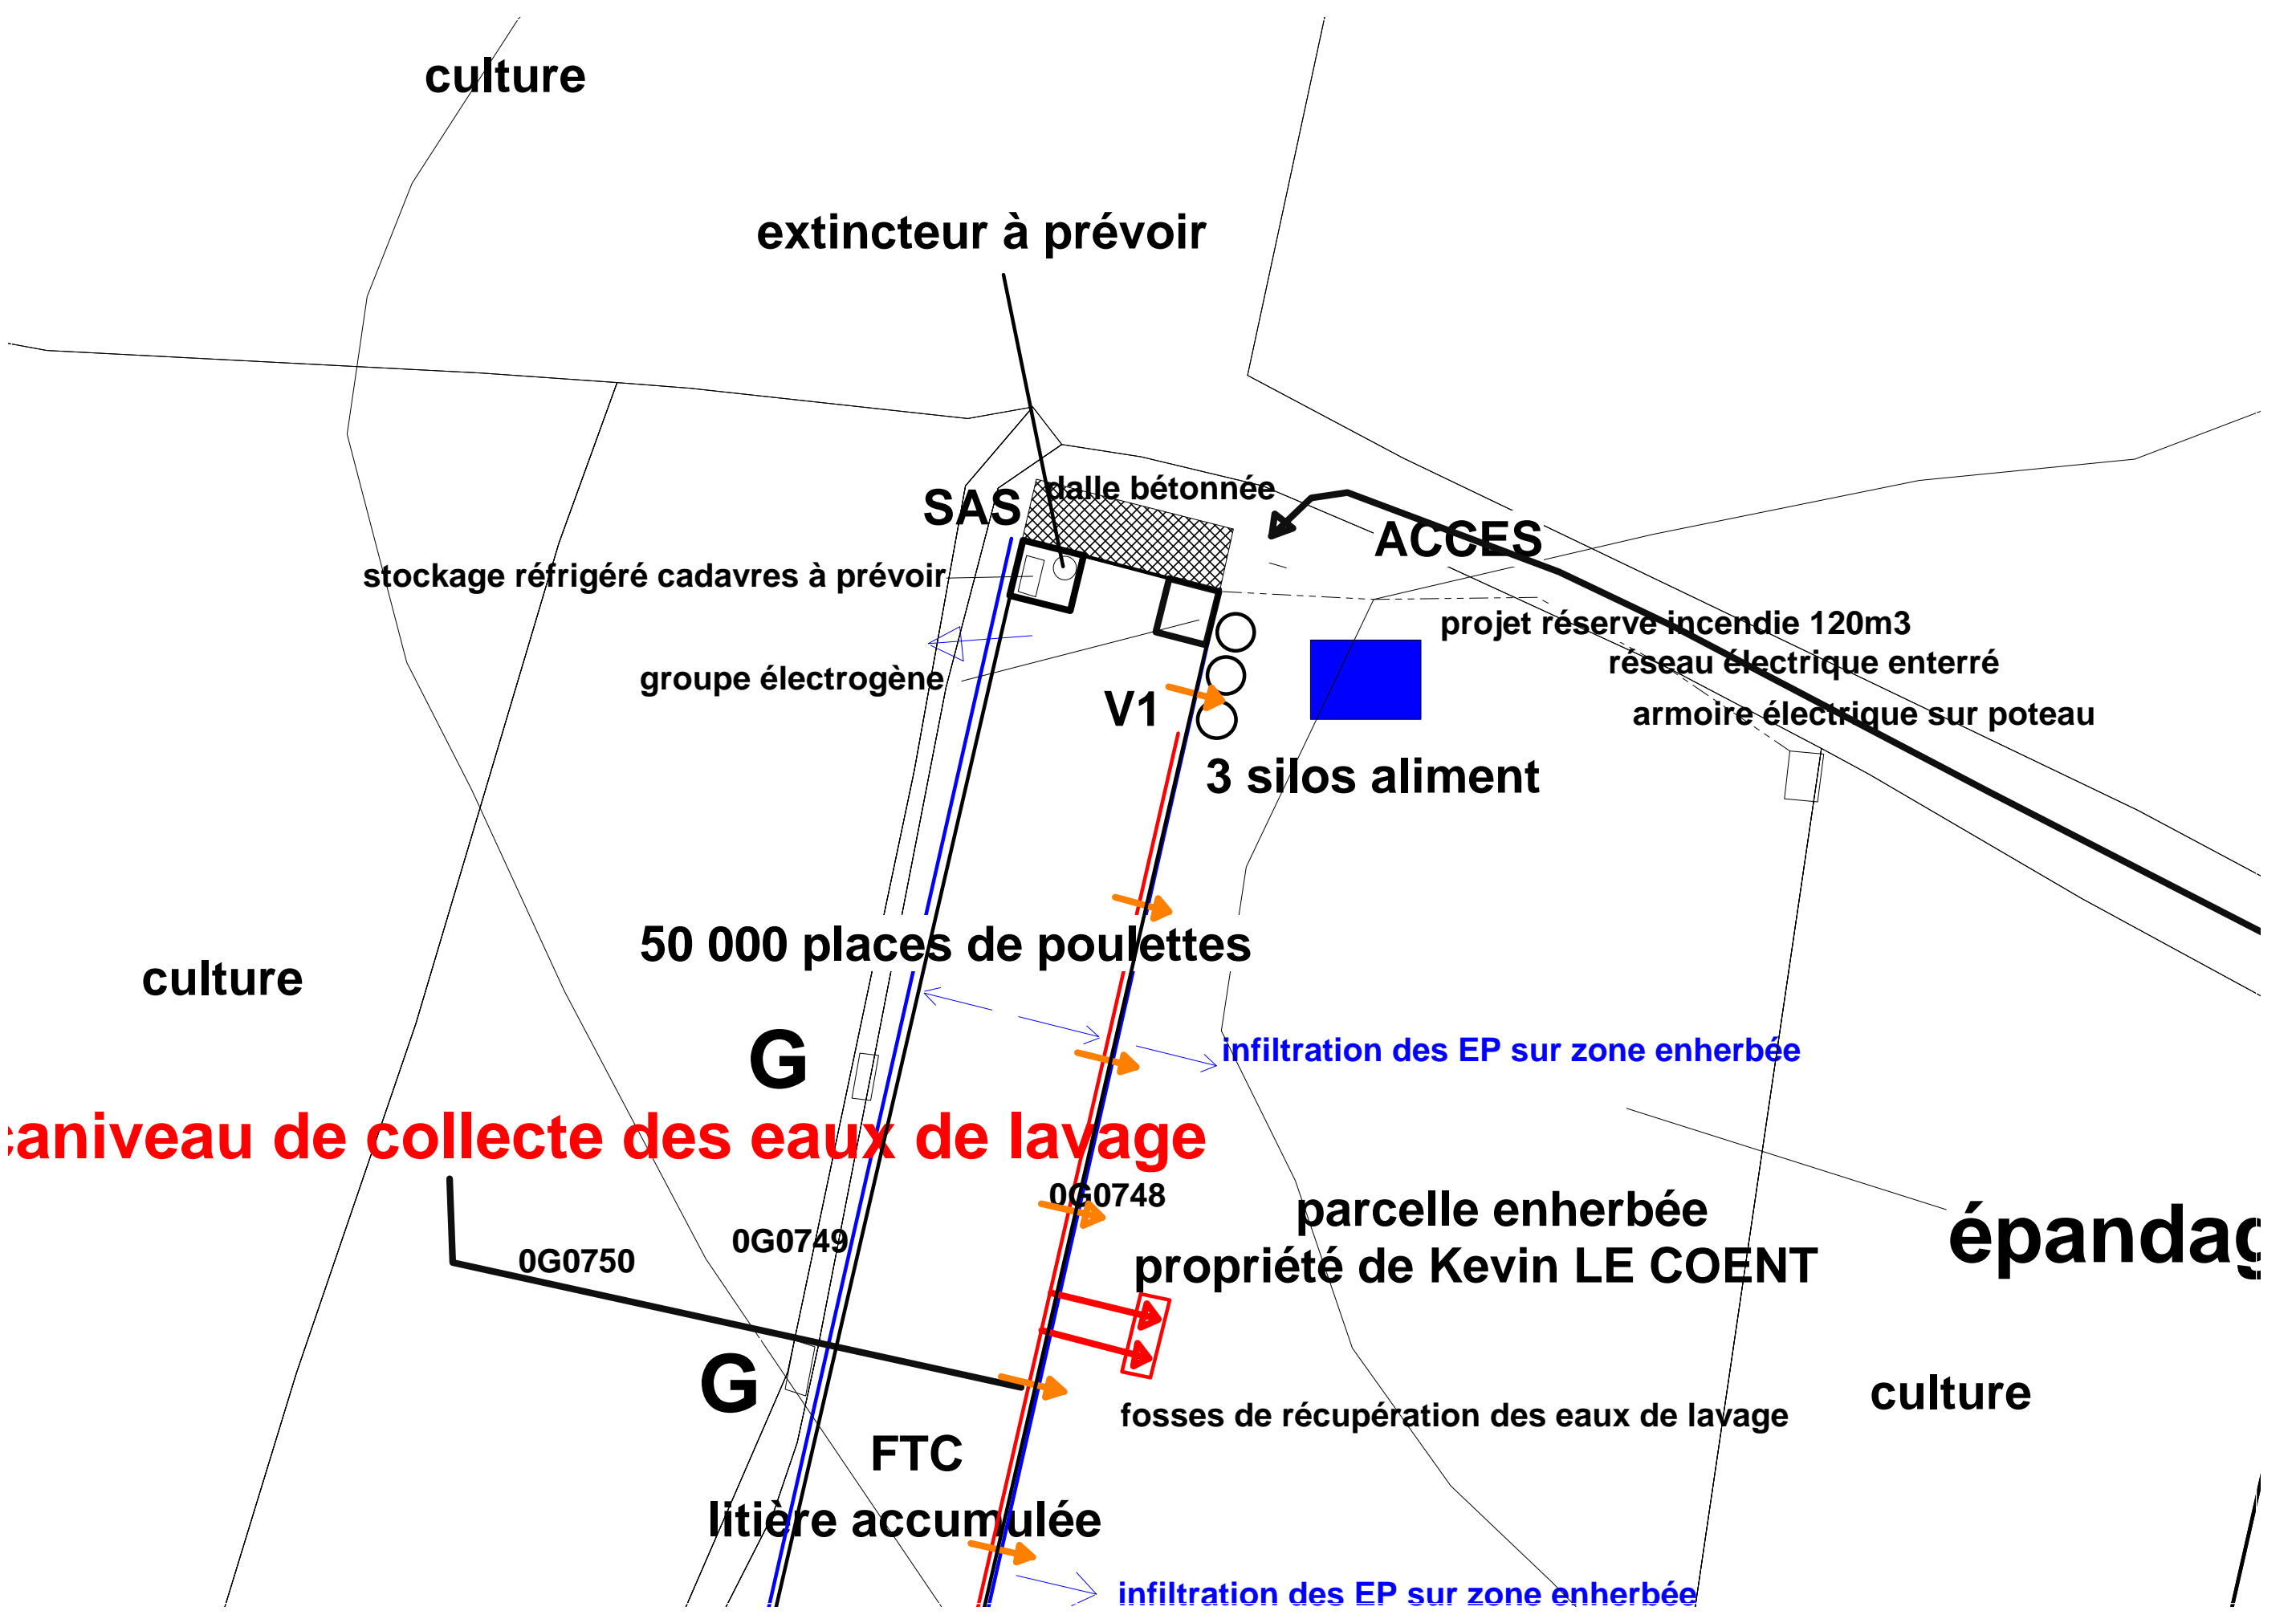 culture
extincteur à prévoir
SAS
dalle bétonnée
ACCES
stockage réfrigéré cadavres à prévoir
projet réserve incendie 120m3
réseau électrique enterré
groupe électrogène
V1
armoire électrique sur poteau
3 silos aliment
50 000 places de poulettes
culture
G
infiltration des EP sur zone enherbée
caniveau de collecte des eaux de lavage
0G0748
parcelle enherbée
propriété de Kevin LE COENT
épandag
0G0749
0G0750
G
culture
fosses de récupération des eaux de lavage
FTC
litière accumulée
infiltration des EP sur zone enherbée